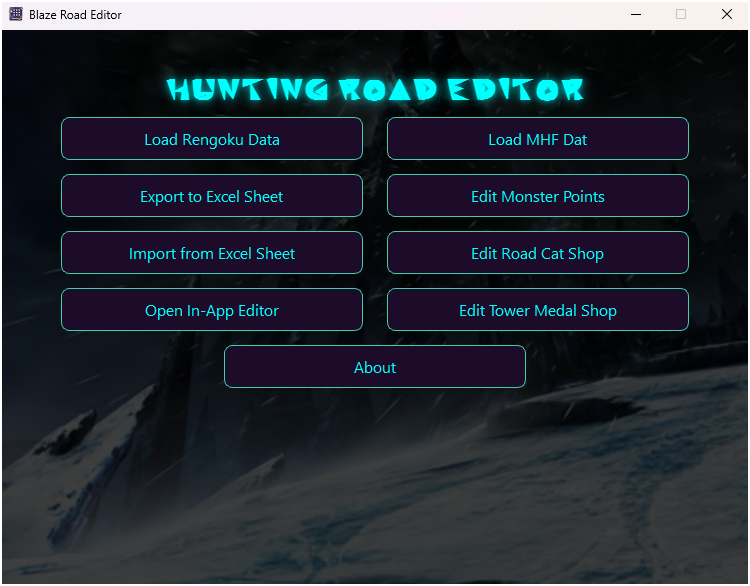 Blaze Road Editor
HUNTING ROAD EDITOR
Load Rengoku Data
Load MHF Dat
Export to Excel Sheet
Edit Monster Points
Import from Excel Sheet
Edit Road Cat Shop
Open In-App Editor
Edit Tower Medal Shop
About